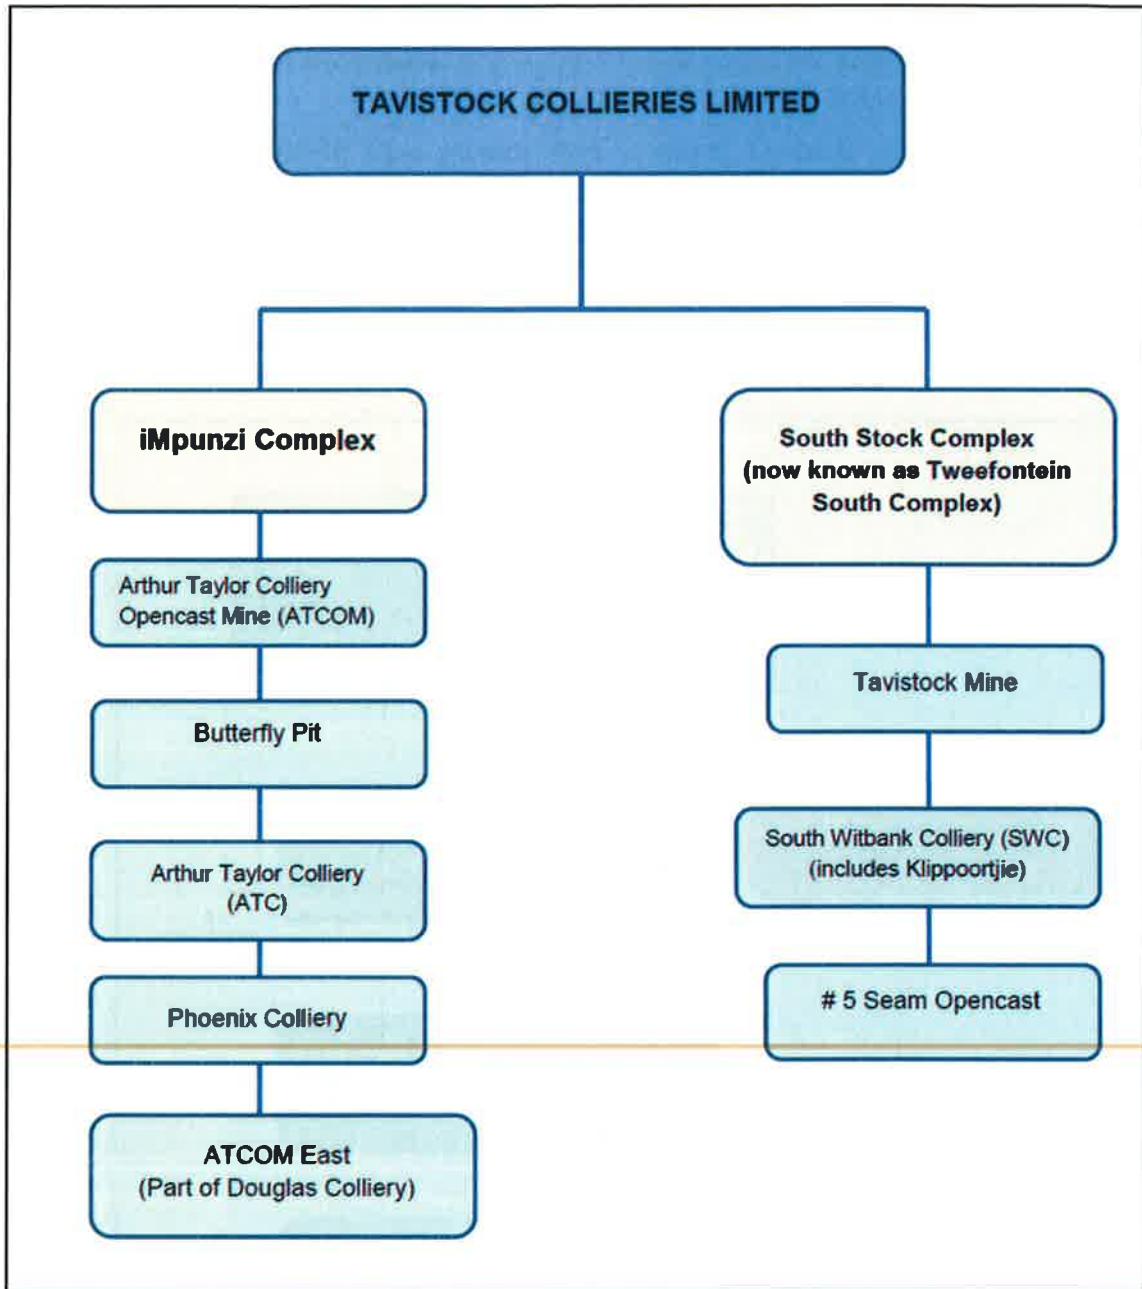 TAVISTOCK COLLIERIES LIMITED
iMpunzi Complex
Arthur Taylor Colliery
Opencast Mine (ATCOM)
Butterfly Pit
Arthur Taylor Colliery
(ATC)
Phoenix Colliery
ATCOM East
(Part of Douglas Colliery)
South Stock Complex
(now known as Tweefontein
South Complex)
Tavistock Mine
South Witbank Colliery (SWC)
(includes Klippoortjie)
# 5 Seam Opencast